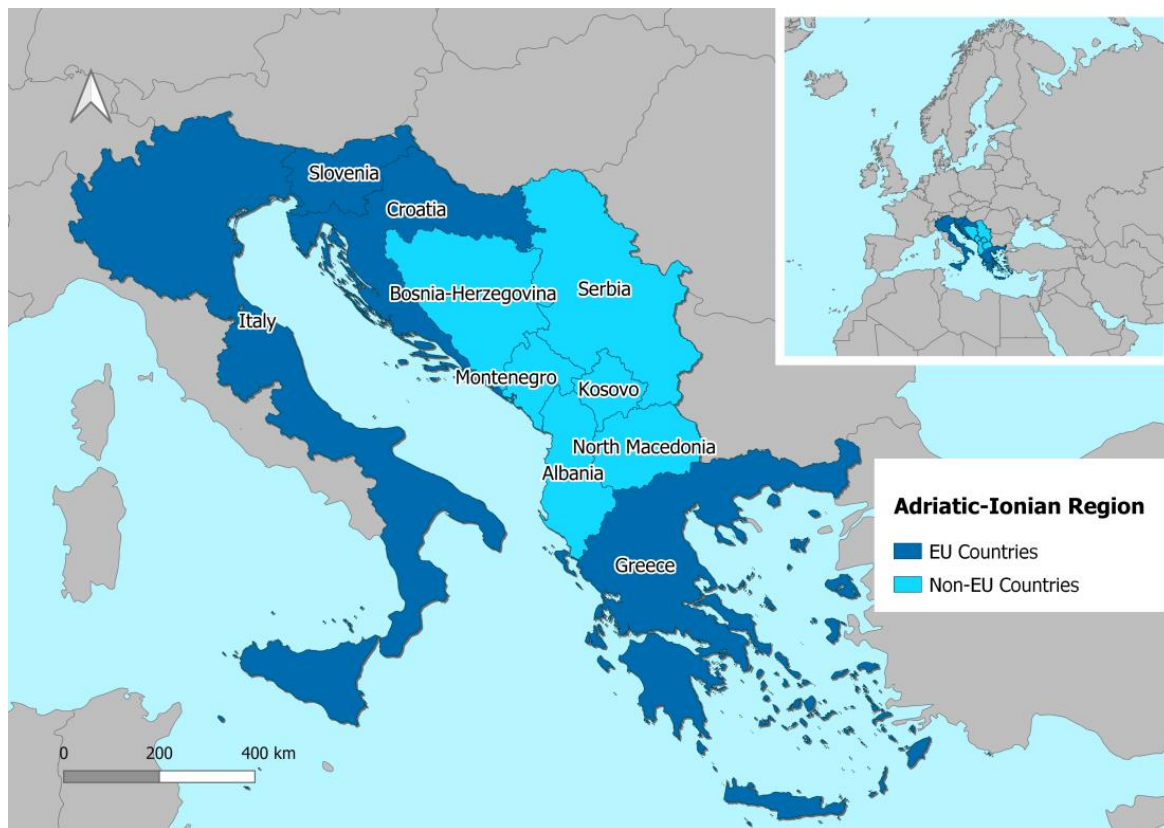 Slovenia
Croatia
Bosnia-Herzegovina
Serbia
Italy
Montenegro
Kosovo
North Macedonia
Albania
Greece
Adriatic-Ionian Region
EU Countries
Non-EU Countries
0 200 400 km